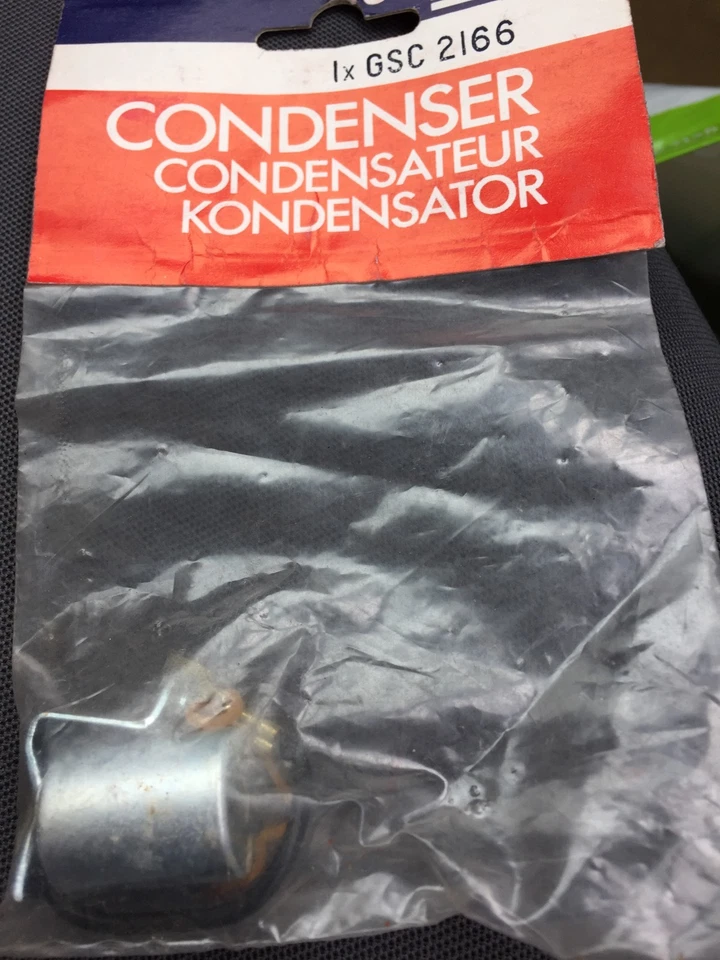 1x GSC 2166
CONDENSER
CONDENSATEUR
KONDENSATOR